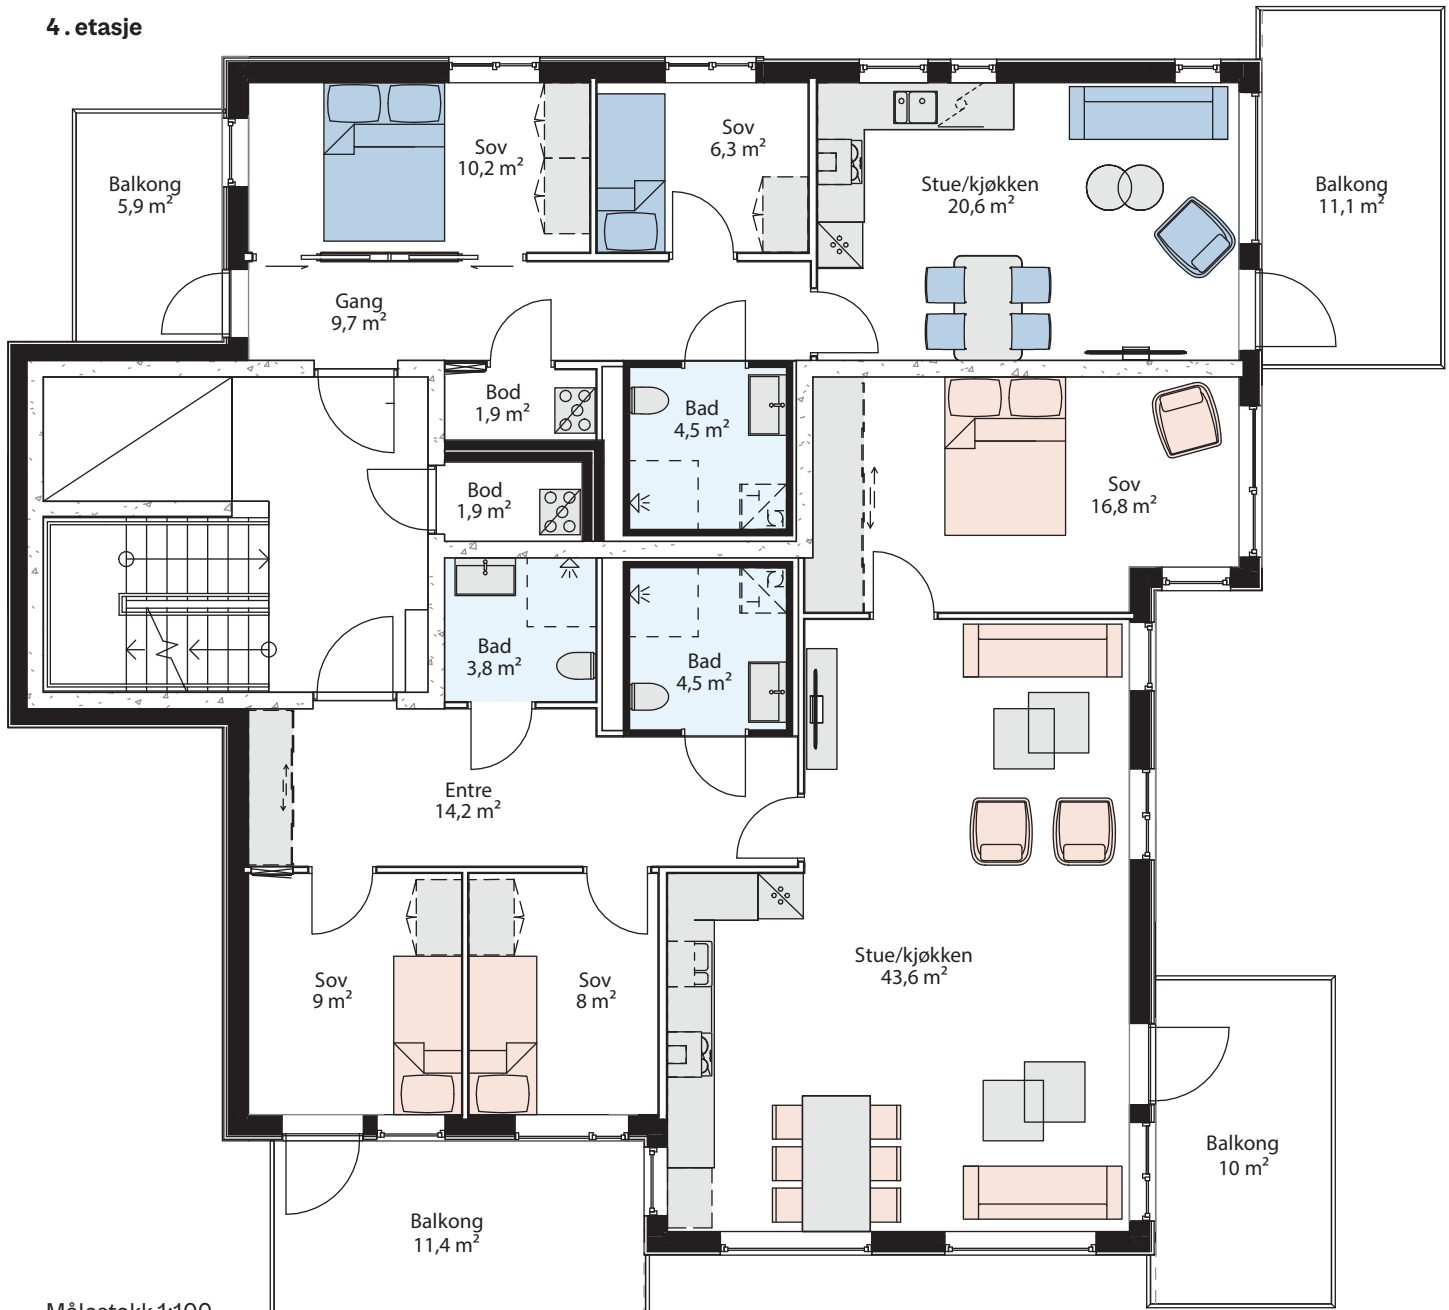 4. etasje
Balkong
5,9 m²
Sov
10,2 m²
Sov
6,3 m²
Stue/kjøkken
20,6 m²
Balkong
11,1 m²
Gang
9,7 m²
Bod
1,9 m²
Bad
4,5 m²
Bod
1,9 m²
Sov
16,8 m²
Bad
3,8 m²
Bad
4,5 m²
Entre
14,2 m²
Sov
9 m²
Sov
8 m²
Stue/kjøkken
43,6 m²
Balkong
10 m²
Balkong
11,4 m²
Målestokk 1:100